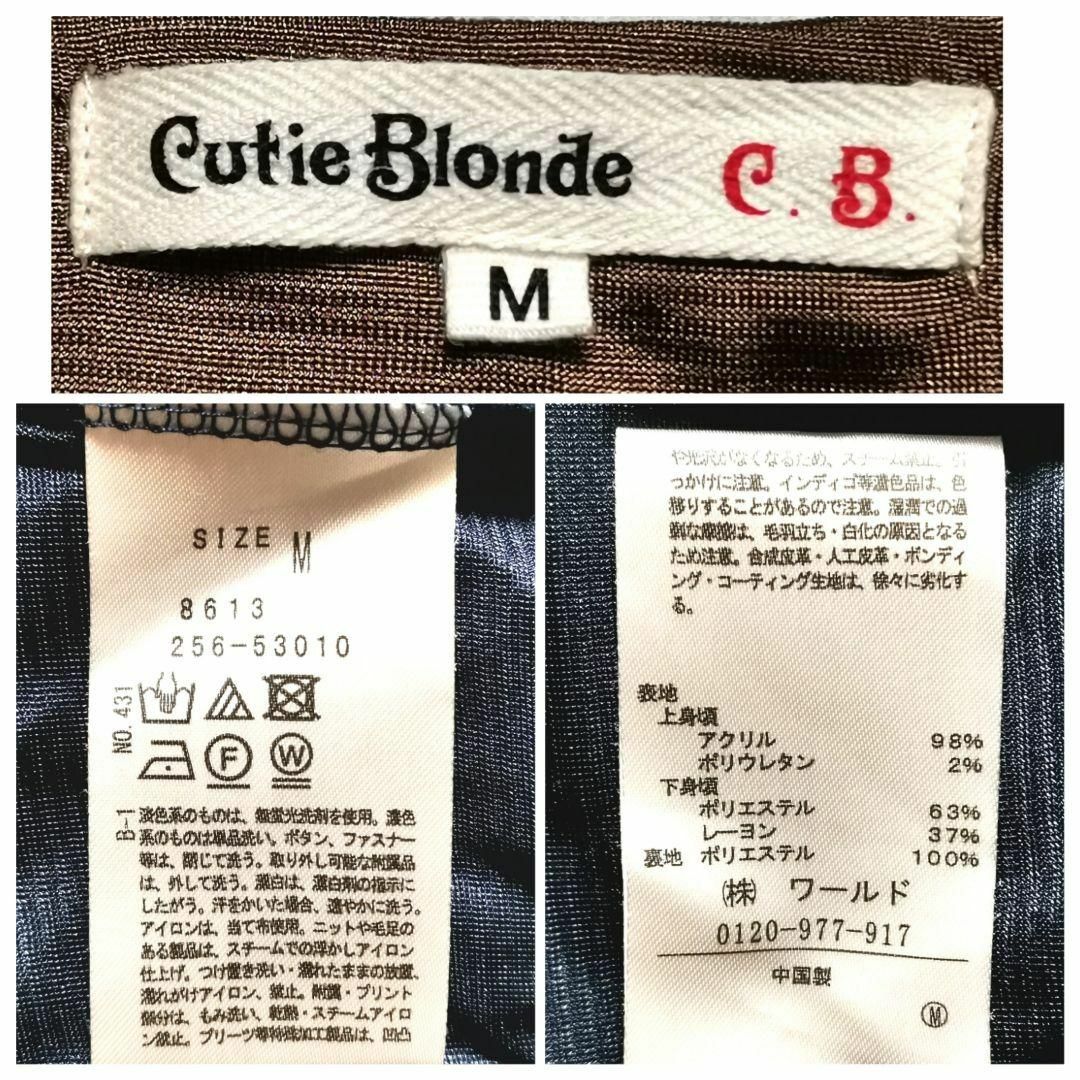 Cutie Blonde C. B.
M
SIZE M
8613
256-53010
NO.431
F W
B-1
淡色系のものは、無蛍光洗剤を使用。濃色
系のものは単品洗い。ボタン、ファスナー
等は、閉じて洗う。取り外し可能な附属品
は、外して洗う。漂白は、漂白剤の指示に
したがう。汗をかいた場合、速やかに洗う。
アイロンは、当て布使用。ニットや毛足の
ある製品は、スチームでの浮かしアイロン
仕上げ。つけ置き洗い・濡れたままの放置、
濡れがけアイロン、禁止。附属・プリント
部分は、もみ洗い、乾熱・スチームアイロ
ン禁止。プリーツ等特殊加工製品は、凹凸
や光沢がなくなるため、スチーム禁止。引
っかけに注意。インディゴ等濃色品は、色
移りすることがあるので注意。湿潤での過
剰な摩擦は、毛羽立ち・白化の原因となる
ため注意。合成皮革・人工皮革・ボンディ
ング・コーティング生地は、徐々に劣化す
る。
表地
上身頃
アクリル 98%
ポリウレタン 2%
下身頃
ポリエステル 63%
レーヨン 37%
裏地 ポリエステル 100%
(株) ワールド
0120-977-917
中国製
M